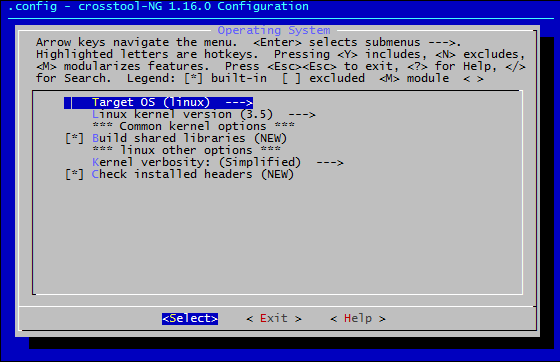 .config - crosstool-NG 1.16.0 Configuration
Operating System
Arrow keys navigate the menu.  <Enter> selects submenus --->.
Highlighted letters are hotkeys.  Pressing <Y> includes, <N> excludes,
<M> modularizes features.  Press <Esc><Esc> to exit, <?> for Help, </>
for Search.  Legend: [*] built-in  [ ] excluded  <M> module  < >
Target OS (linux)  --->
Linux kernel version (3.5)  --->
*** Common kernel options ***
[*] Build shared libraries (NEW)
*** linux other options ***
Kernel verbosity: (Simplified)  --->
[*] Check installed headers (NEW)
<Select>    < Exit >    < Help >